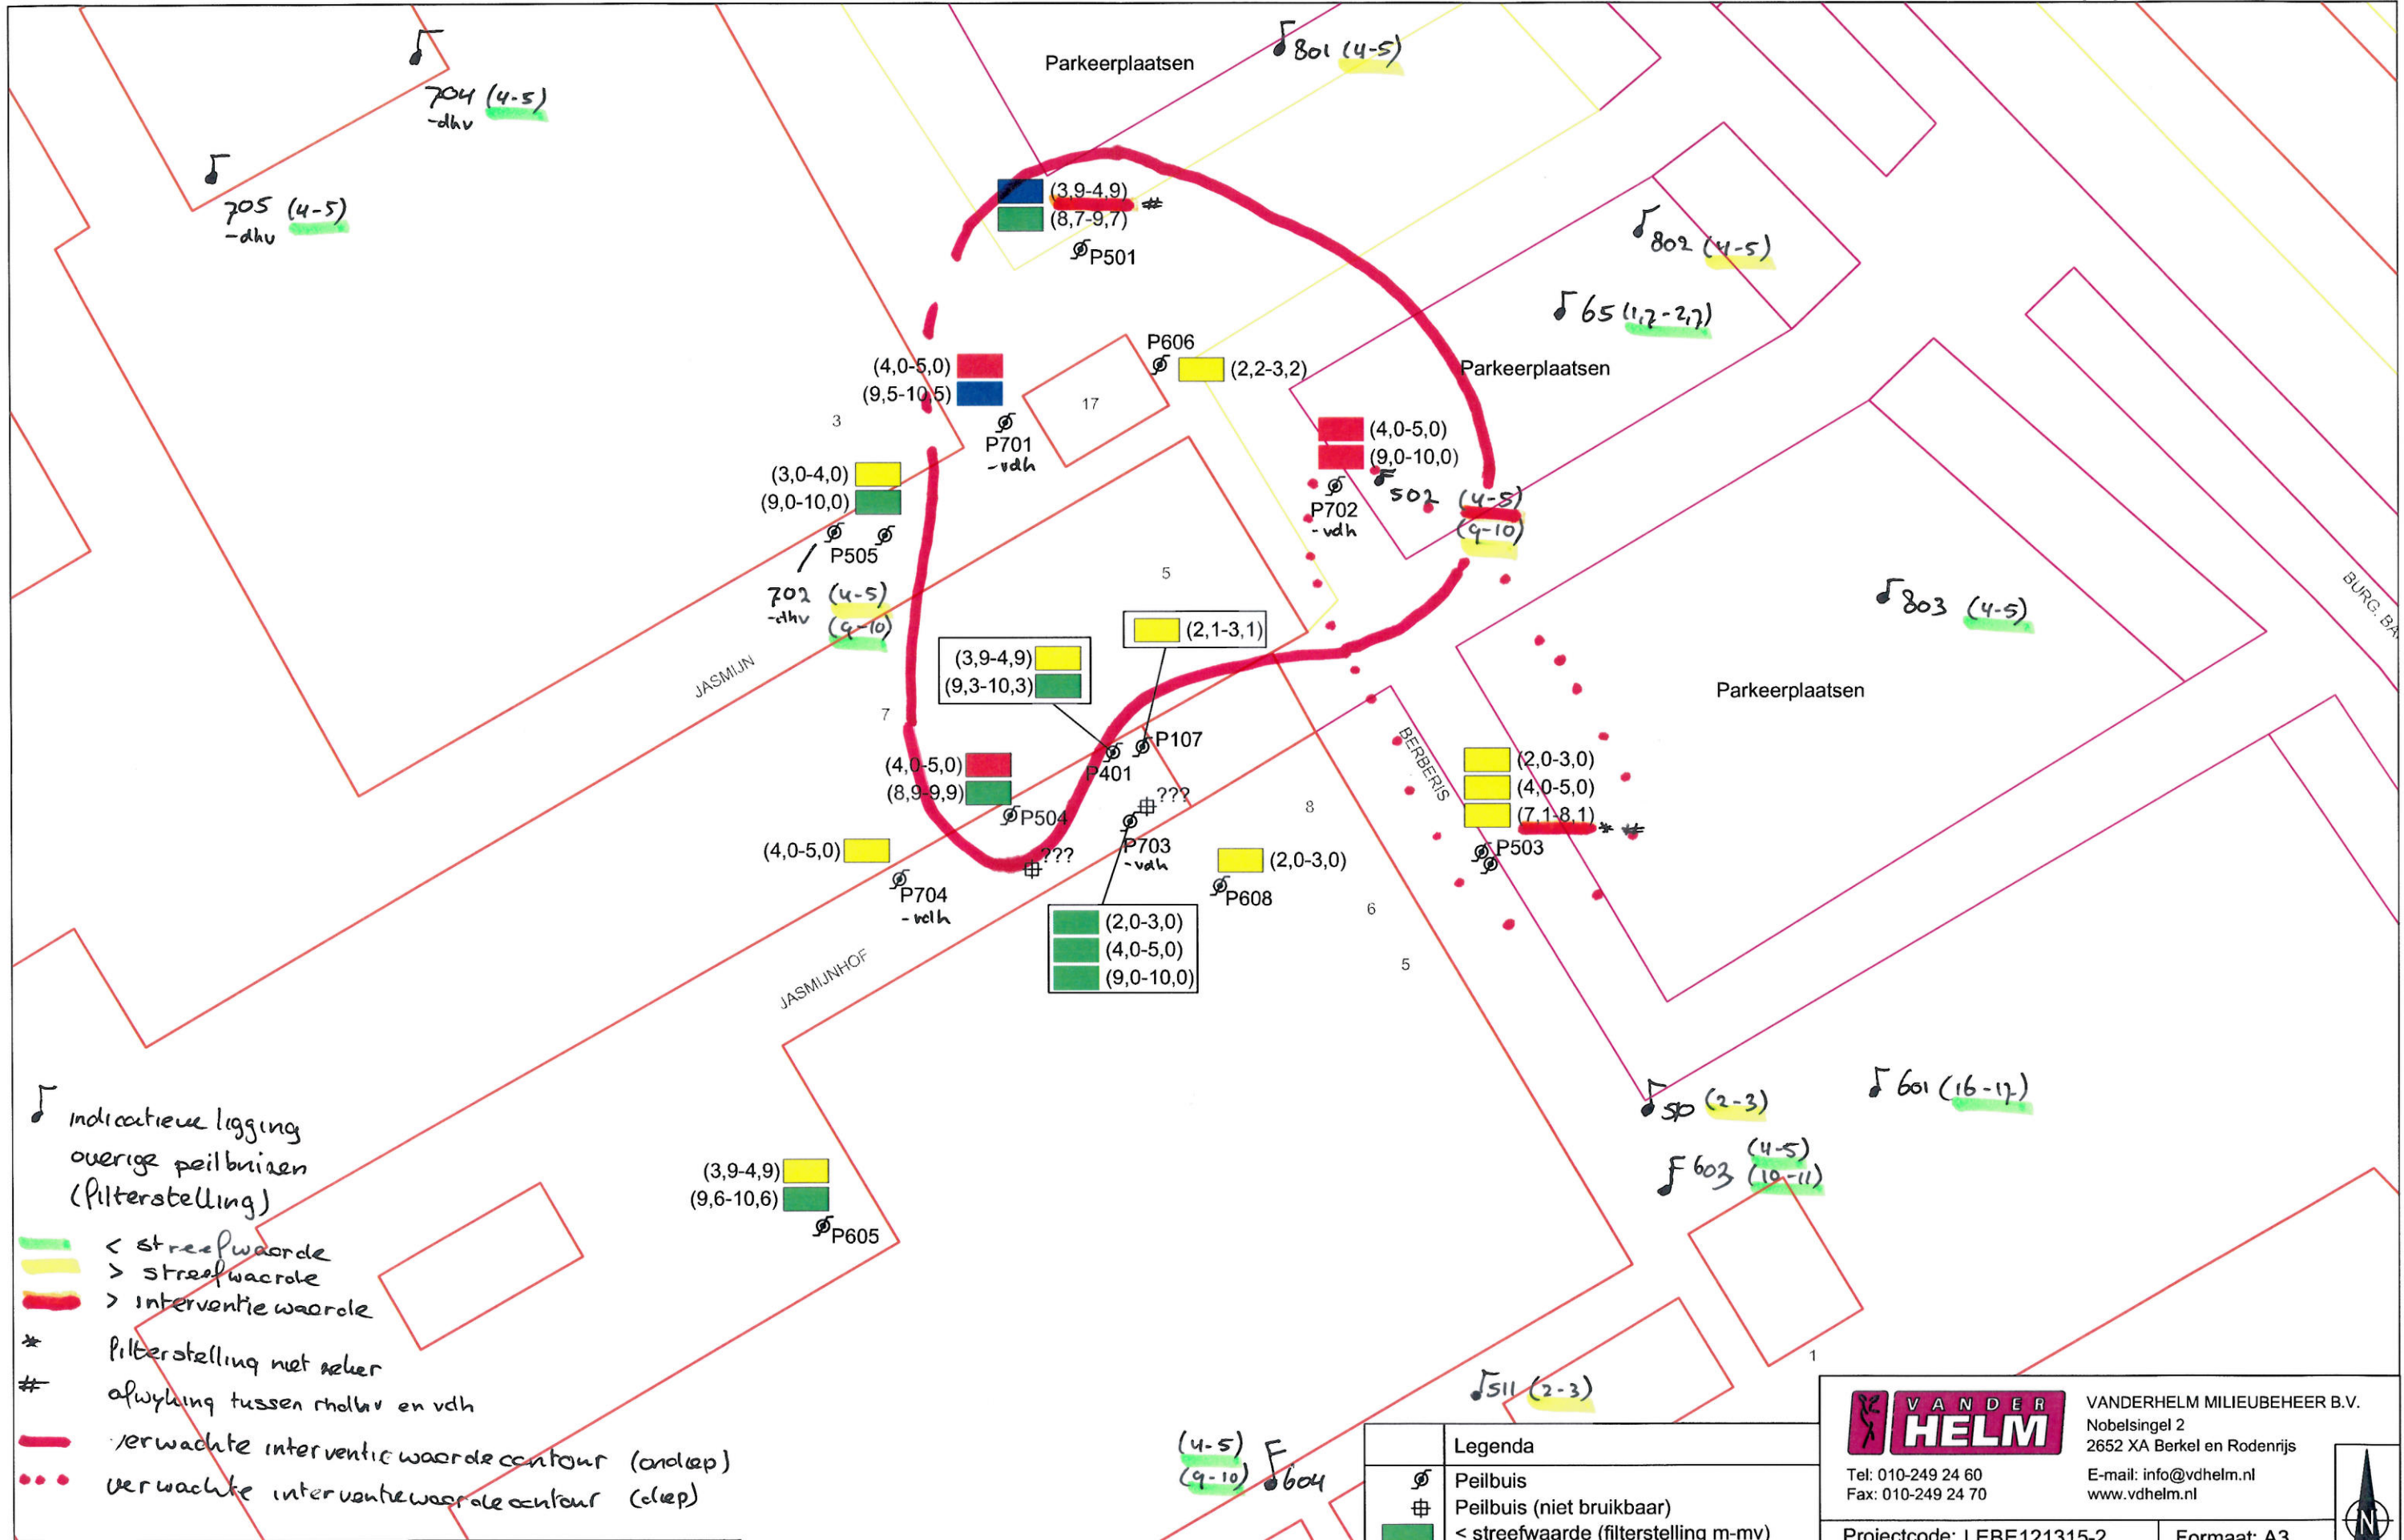 Parkeerplaatsen
801 (4-5)
704 (4-5)
-dhv
705 (4-5)
-dhv
(3,9-4,9)
#
(8,7-9,7)
P501
802 (4-5)
65 (1,7-2,7)
P606
(2,2-3,2)
Parkeerplaatsen
(4,0-5,0)
(9,5-10,5)
17
3
P701
-vdh
(4,0-5,0)
(9,0-10,0)
P702
-vdh
502 (4-5)
(9-10)
(3,0-4,0)
(9,0-10,0)
P505
702 (4-5)
-dhv (9-10)
5
803 (4-5)
BURG. BA
(2,1-3,1)
(3,9-4,9)
(9,3-10,3)
JASMIJN
Parkeerplaatsen
7
P107
P401
BERBERIS
(2,0-3,0)
(4,0-5,0)
(7,1-8,1) * #
P503
(4,0-5,0)
(8,9-9,9)
P504
???
8
P703
-vdh
(4,0-5,0)
???
P704
-vdh
(2,0-3,0)
P608
6
(2,0-3,0)
(4,0-5,0)
(9,0-10,0)
5
JASMIJNHOF
510 (2-3)
601 (16-17)
603 (4-5)
(10-11)
(3,9-4,9)
(9,6-10,6)
P605
indicatieve ligging
overige peilbuizen
(filterstelling)
< streefwaarde
> streefwaarde
> interventiewaarde
* filterstelling niet zeker
# afwijking tussen rhdhv en vdh
verwachte interventiewaardecontour (ondiep)
verwachte interventiewaardecontour (diep)
1
511 (2-3)
(4-5)
(9-10) 604
Legenda
Peilbuis
Peilbuis (niet bruikbaar)
< streefwaarde (filterstelling m-mv)
VANDER
HELM
VANDERHELM MILIEUBEHEER B.V.
Nobelsingel 2
2652 XA Berkel en Rodenrijs
Tel: 010-249 24 60
E-mail: info@vdhelm.nl
Fax: 010-249 24 70
www.vdhelm.nl
N
Projectcode: LEBE121315-2
Formaat: A3